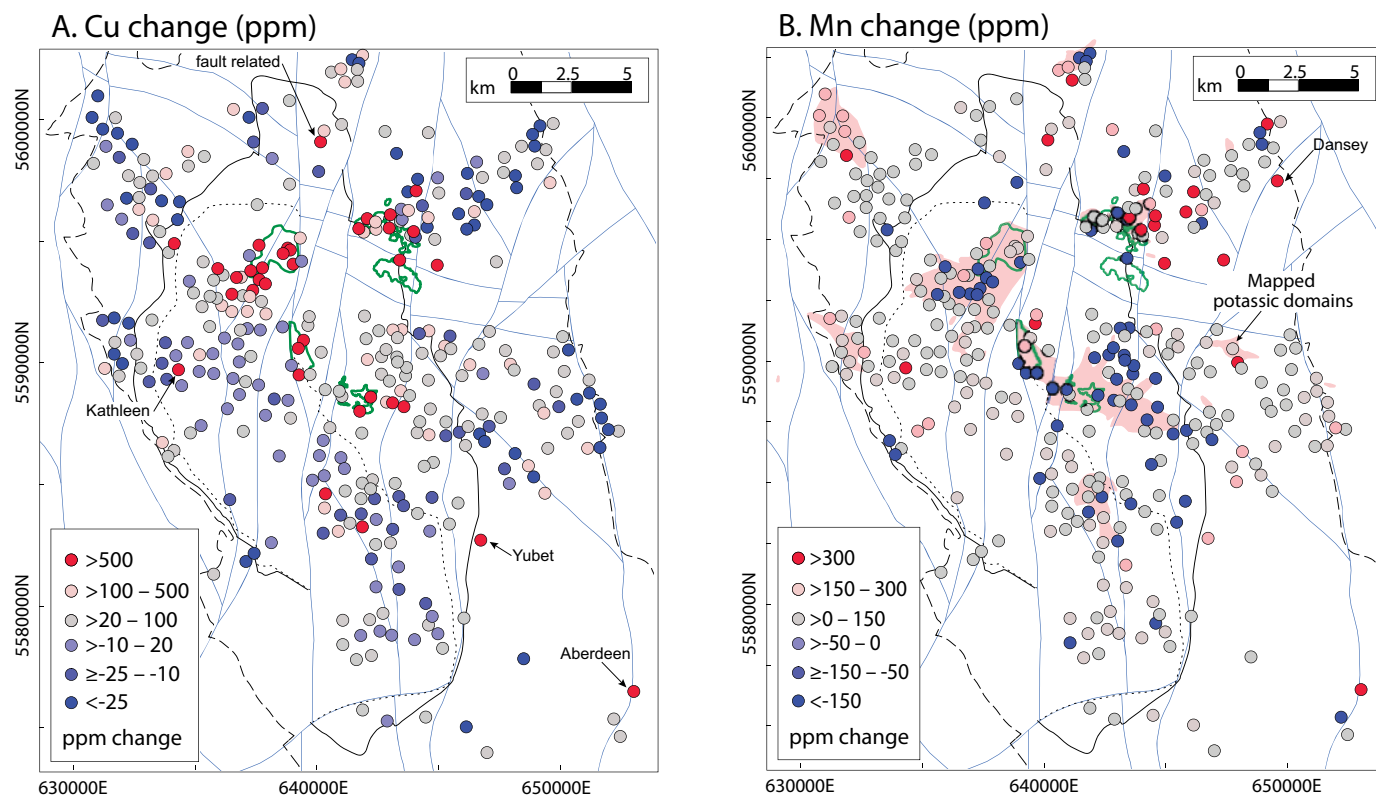 A. Cu change (ppm)
fault related
km 0 2.5 5
5600000N
5590000N
5580000N
Kathleen
Yubet
Aberdeen
>500
>100 – 500
>20 – 100
>-10 – 20
≥-25 – -10
<-25
ppm change
630000E 640000E 650000E
B. Mn change (ppm)
km 0 2.5 5
Dansey
Mapped
potassic domains
5600000N
5590000N
5580000N
>300
>150 – 300
>0 – 150
>-50 – 0
≥-150 – -50
<-150
ppm change
630000E 640000E 650000E